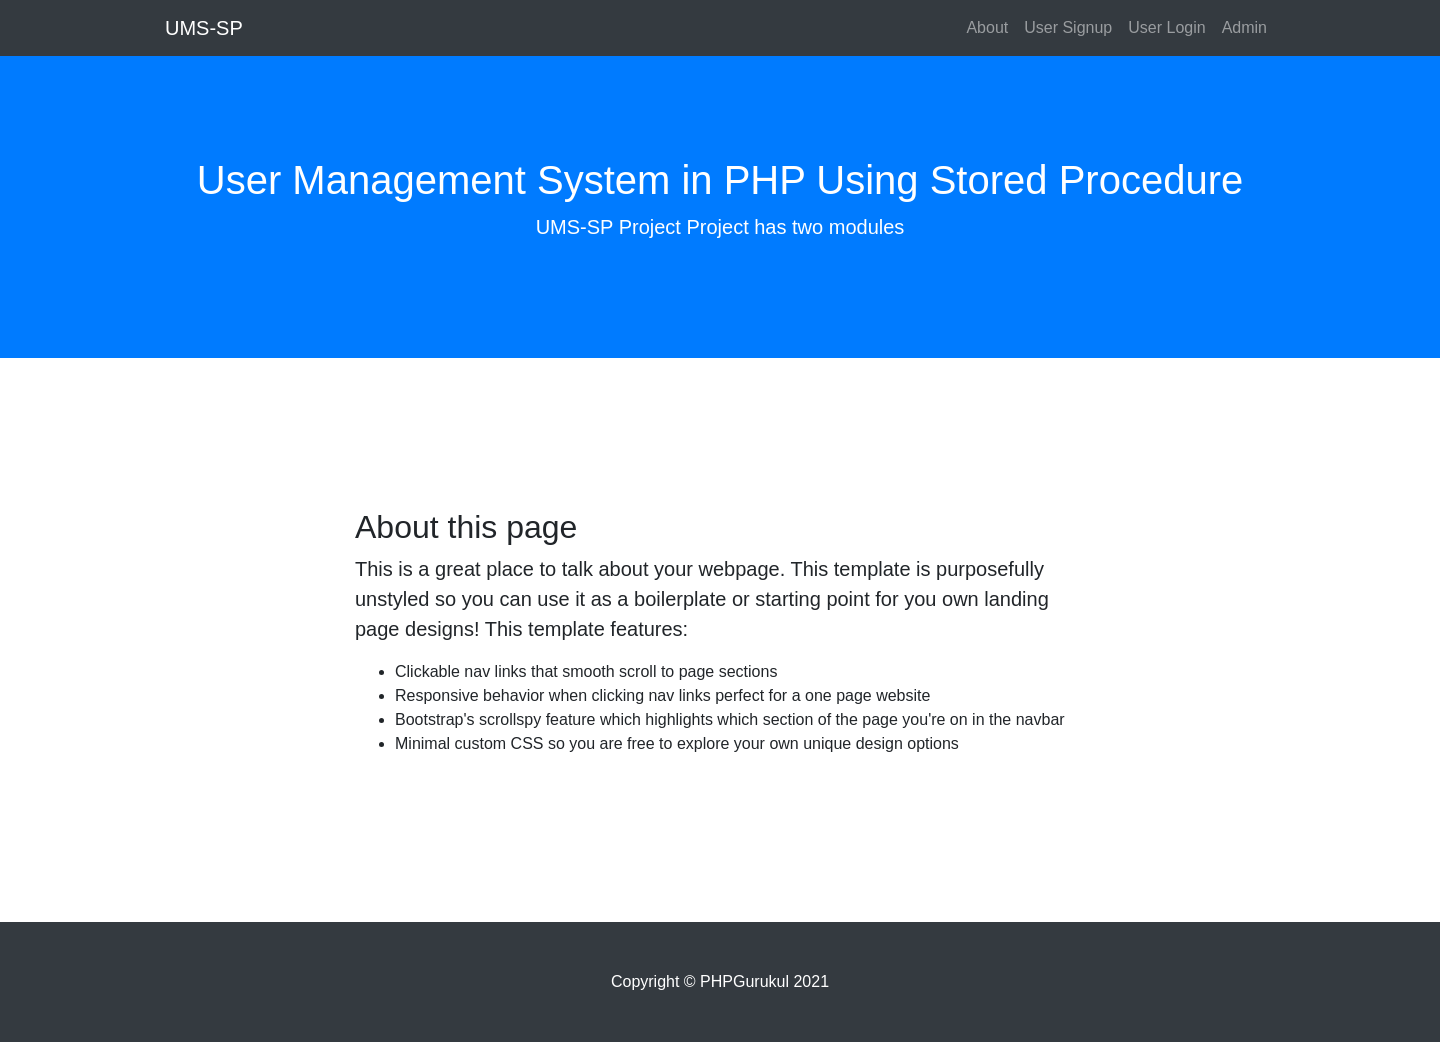 UMS-SP
About User Signup User Login Admin
User Management System in PHP Using Stored Procedure
UMS-SP Project Project has two modules
About this page
This is a great place to talk about your webpage. This template is purposefully
unstyled so you can use it as a boilerplate or starting point for you own landing
page designs! This template features:
Clickable nav links that smooth scroll to page sections
Responsive behavior when clicking nav links perfect for a one page website
Bootstrap's scrollspy feature which highlights which section of the page you're on in the navbar
Minimal custom CSS so you are free to explore your own unique design options
Copyright © PHPGurukul 2021